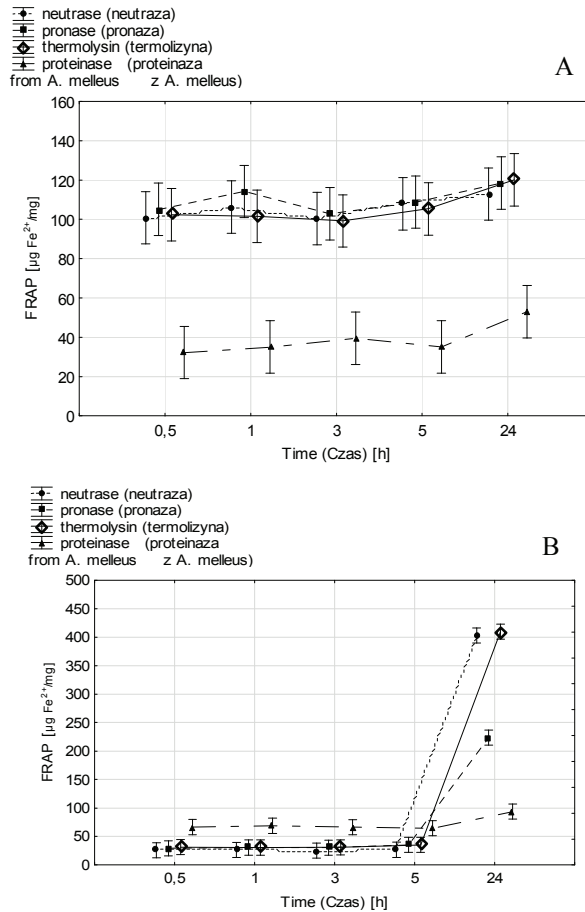 neutrase (neutraza)
pronase (pronaza)
thermolysin (termolizyna)
proteinase (proteinaza
from A. melleus z A. melleus)
A
160
140
120
100
80
60
40
20
0
FRAP [µg Fe²⁺/mg]
0,5 1 3 5 24
Time (Czas) [h]
neutrase (neutraza)
pronase (pronaza)
thermolysin (termolizyna)
proteinase (proteinaza
from A. melleus z A. melleus)
B
500
450
400
350
300
250
200
150
100
50
0
FRAP [µg Fe²⁺/mg]
0,5 1 3 5 24
Time (Czas) [h]